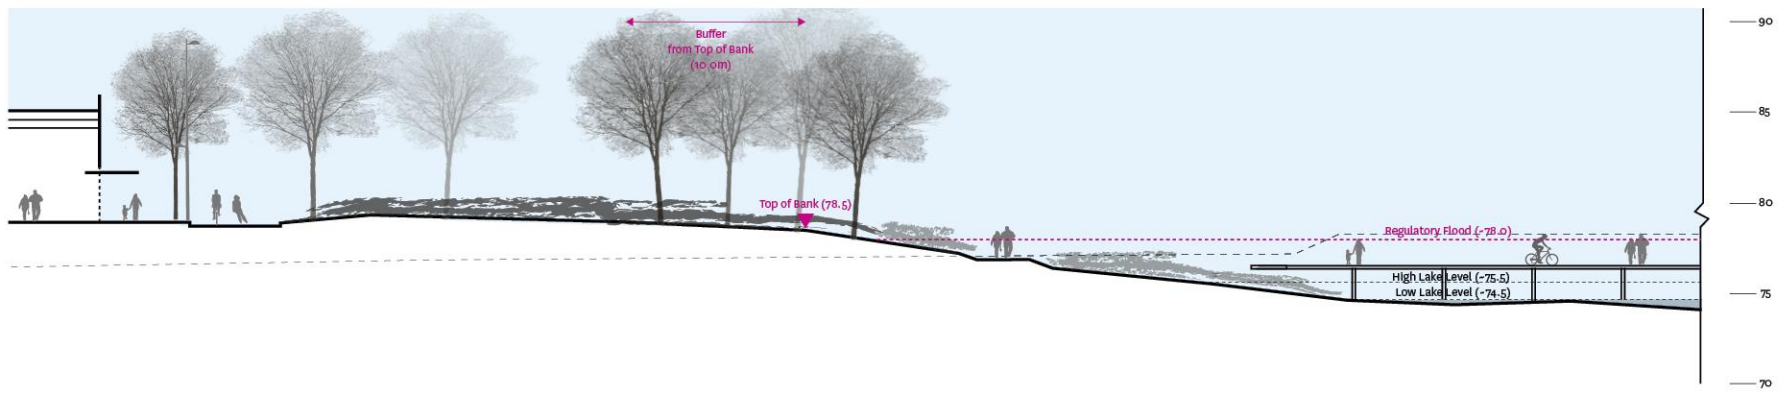 Buffer
from Top of Bank
(10.0m)
Top of Bank (78.5)
Regulatory Flood (~78.0)
High Lake Level (~75.5)
Low Lake Level (~74.5)
90
85
80
75
70